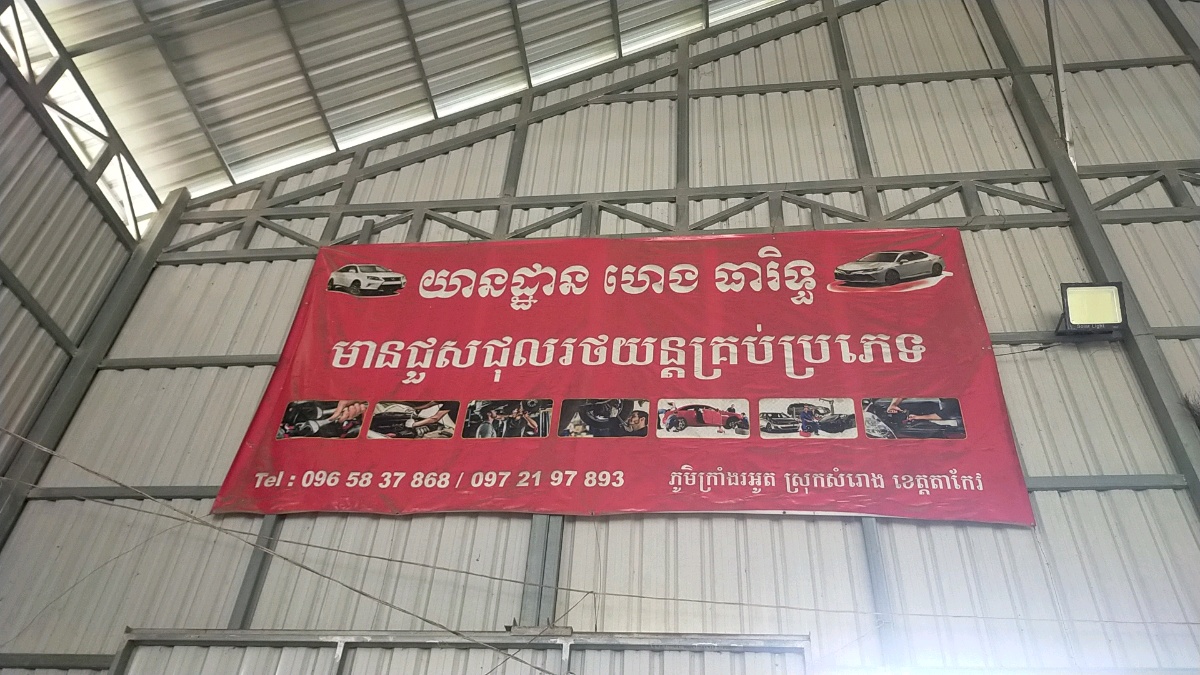 យានដ្ឋាន ហេង ធារិទ្ធ
មានជួសជុលរថយន្តគ្រប់ប្រភេទ
Tel : 096 58 37 868 / 097 21 97 893
ភូមិក្រាំងរអូត ស្រុកសំរោង ខេត្តតាកែវ